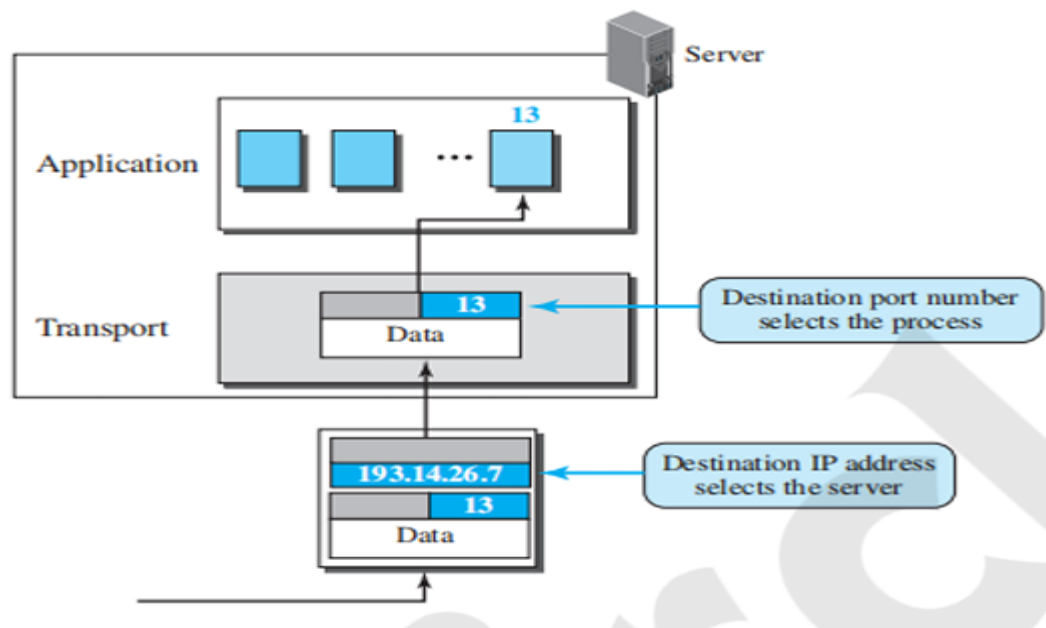 Server
13
Application
...
13
Transport
Data
Destination port number
selects the process
193.14.26.7
13
Data
Destination IP address
selects the server